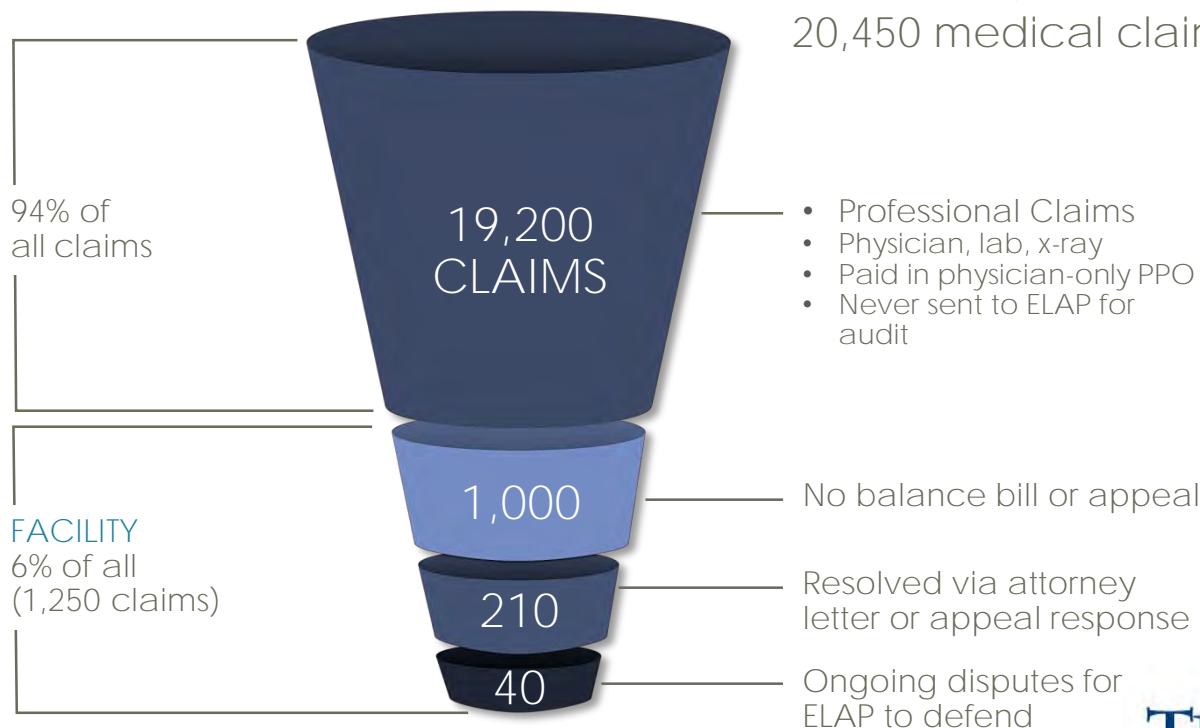 20,450 medical clai
94% of
all claims
19,200
CLAIMS
• Professional Claims
• Physician, lab, x-ray
• Paid in physician-only PPO
• Never sent to ELAP for
audit
1,000
No balance bill or appeal
FACILITY
6% of all
(1,250 claims)
210
Resolved via attorney
letter or appeal response
40
Ongoing disputes for
ELAP to defend